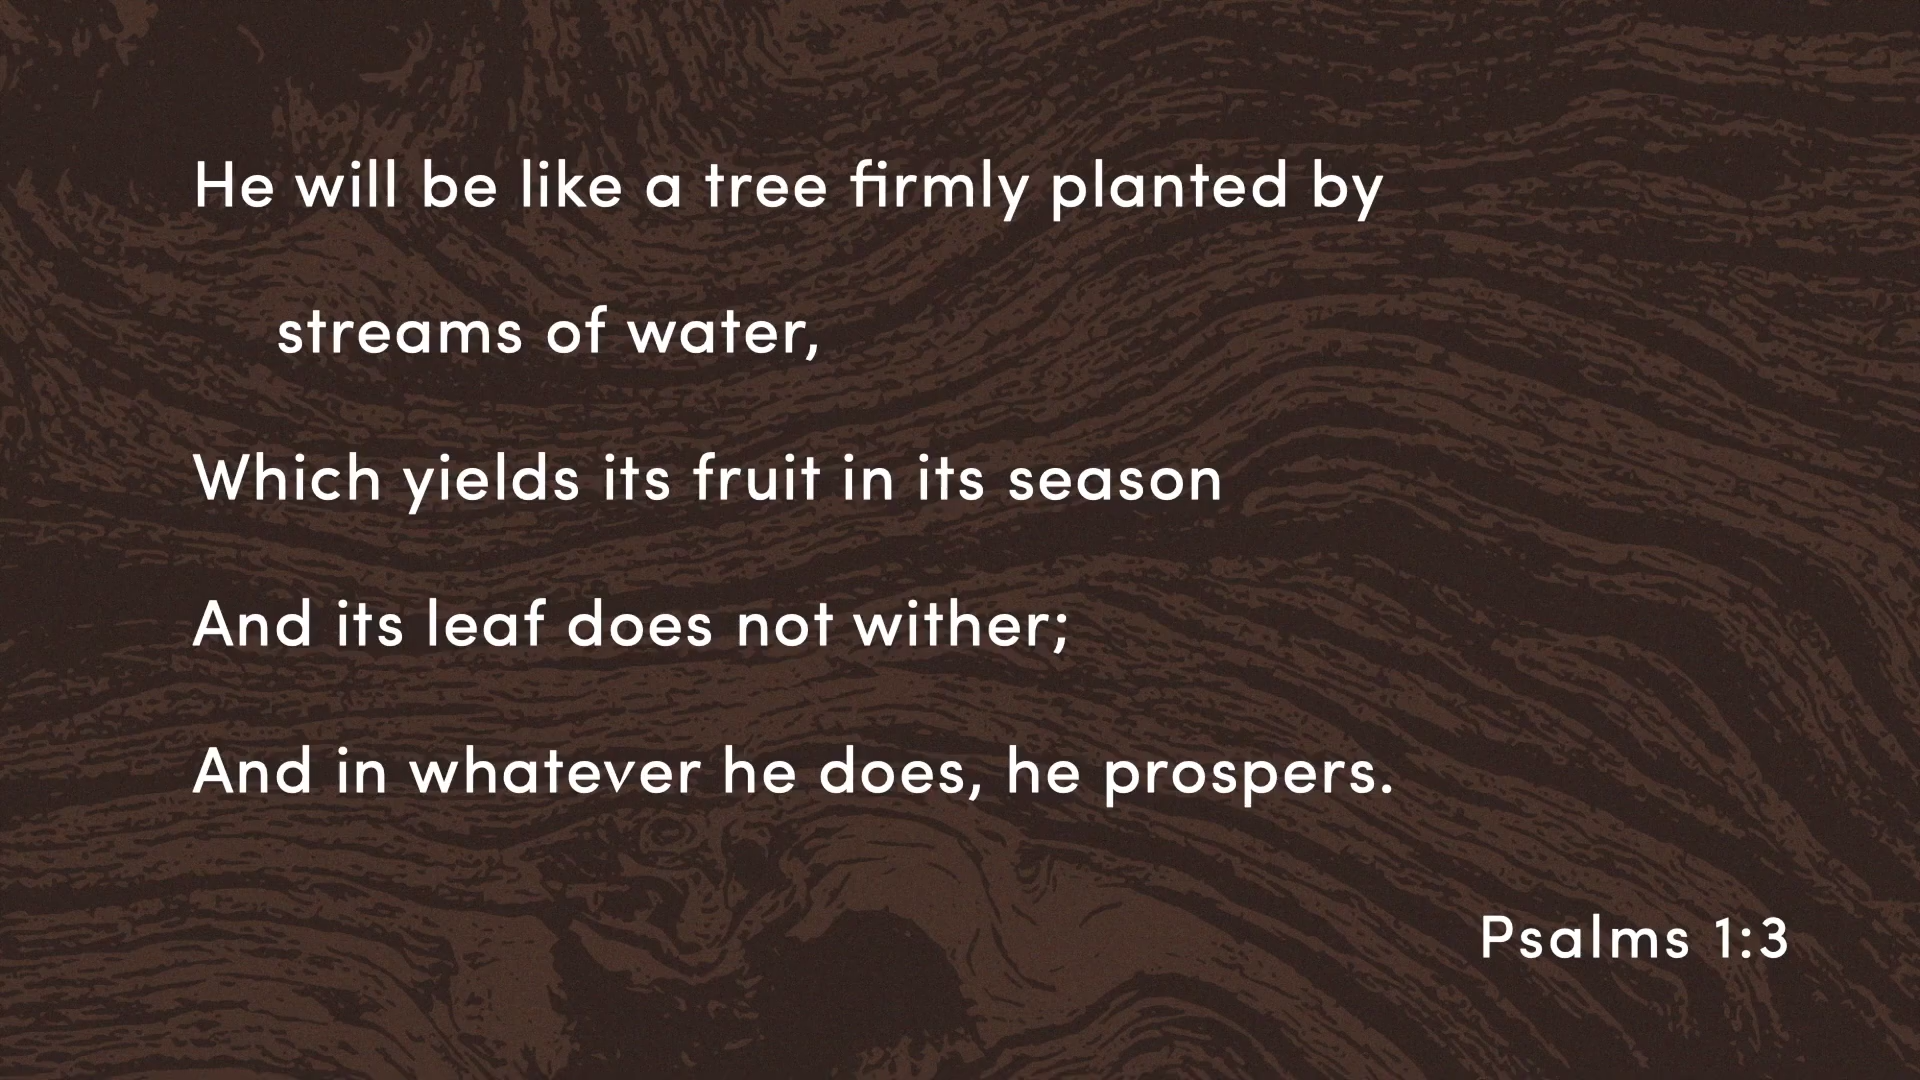 He will be like a tree firmly planted by
streams of water,
Which yields its fruit in its season
And its leaf does not wither;
And in whatever he does, he prospers.
Psalms 1:3